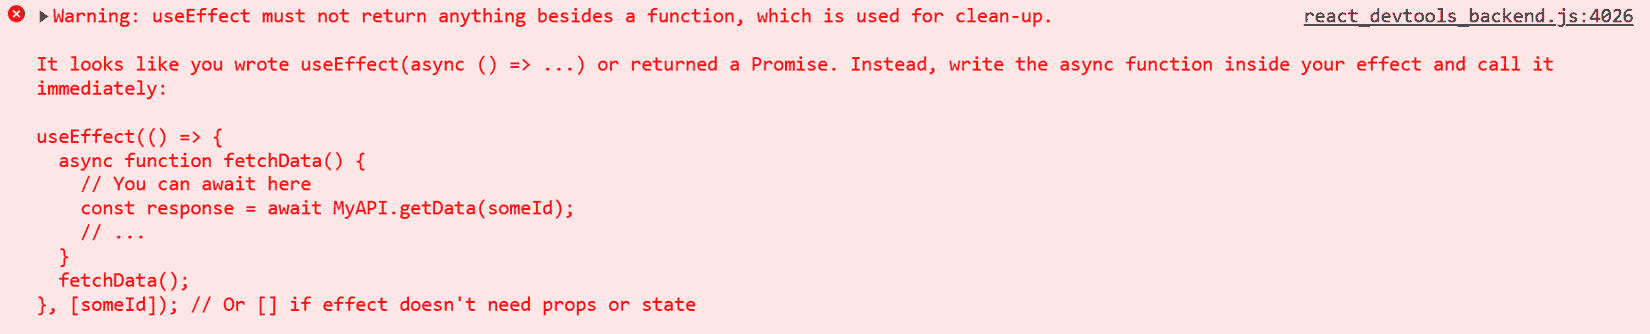 Warning: useEffect must not return anything besides a function, which is used for clean-up. react_devtools_backend.js:4026
It looks like you wrote useEffect(async () => ...) or returned a Promise. Instead, write the async function inside your effect and call it
immediately:
useEffect(() => {
  async function fetchData() {
    // You can await here
    const response = await MyAPI.getData(someId);
    // ...
  }
  fetchData();
}, [someId]); // Or [] if effect doesn't need props or state